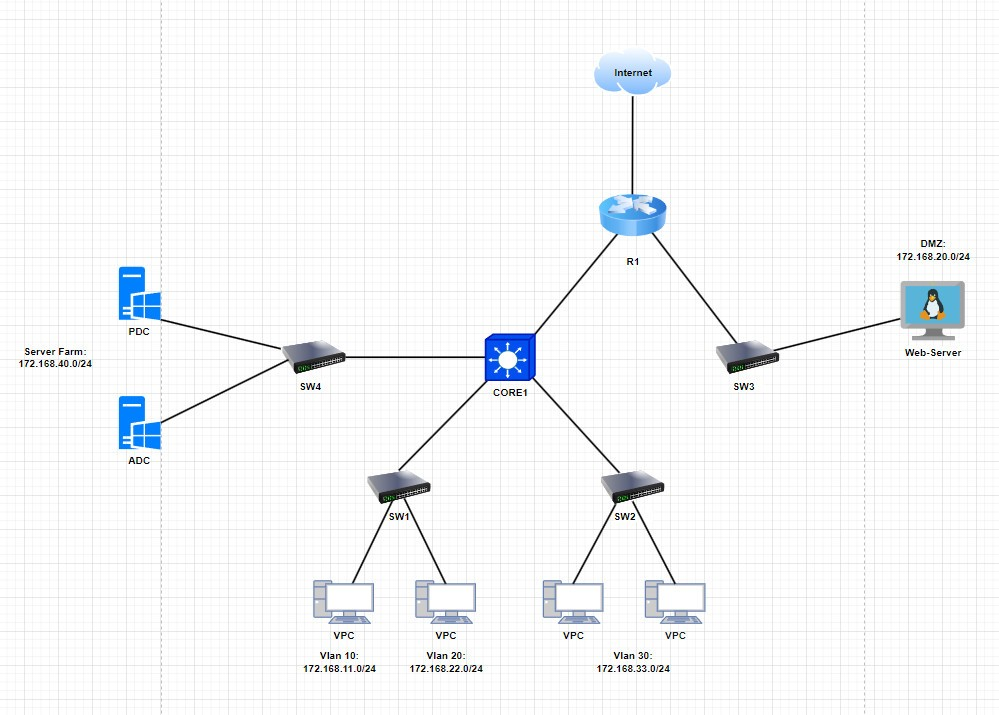 Internet
R1
DMZ:
172.168.20.0/24
Web-Server
SW3
PDC
Server Farm:
172.168.40.0/24
ADC
SW4
CORE1
SW1
SW2
VPC
VPC
VPC
VPC
Vlan 10:
172.168.11.0/24
Vlan 20:
172.168.22.0/24
Vlan 30:
172.168.33.0/24